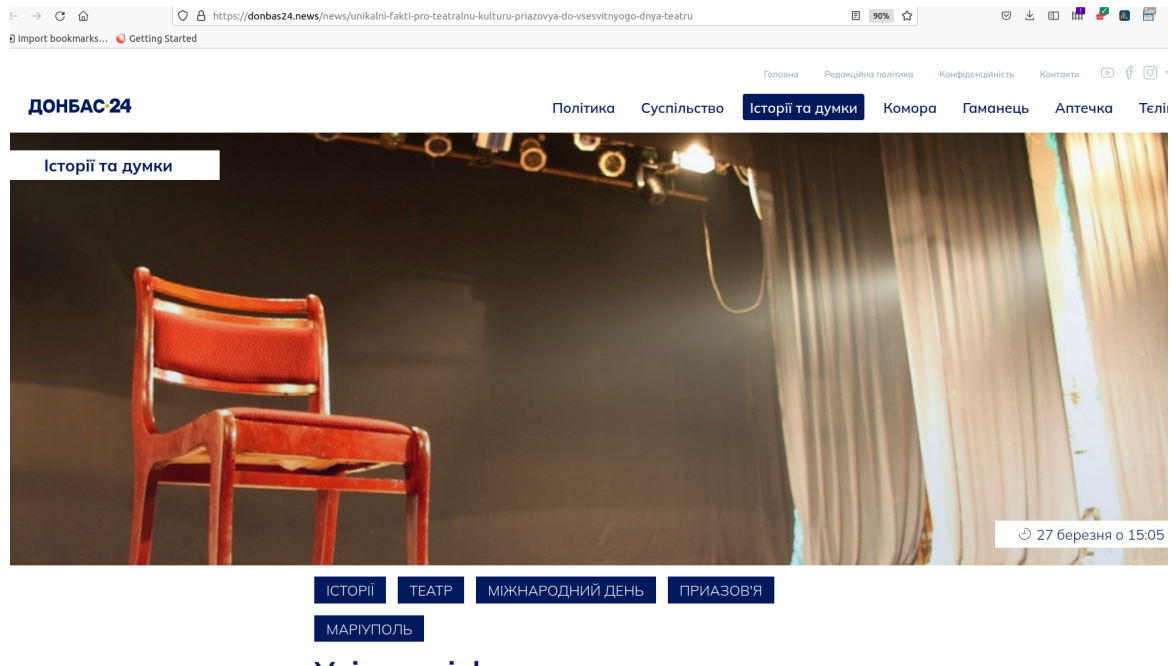 https://donbas24.news/news/unikalni-fakti-pro-teatralnu-kulturu-priazovya-do-vsesvitnyogo-dnya-teatru
90%
Import bookmarks...
Getting Started
Головна Редакційна політика Конфіденційність Контакти
ДОНБАС•24
Політика Суспільство Історії та думки Комора Гаманець Аптечка
Історії та думки
27 березня о 15:05
ІСТОРІЇ ТЕАТР МІЖНАРОДНИЙ ДЕНЬ ПРИАЗОВ'Я
МАРІУПОЛЬ